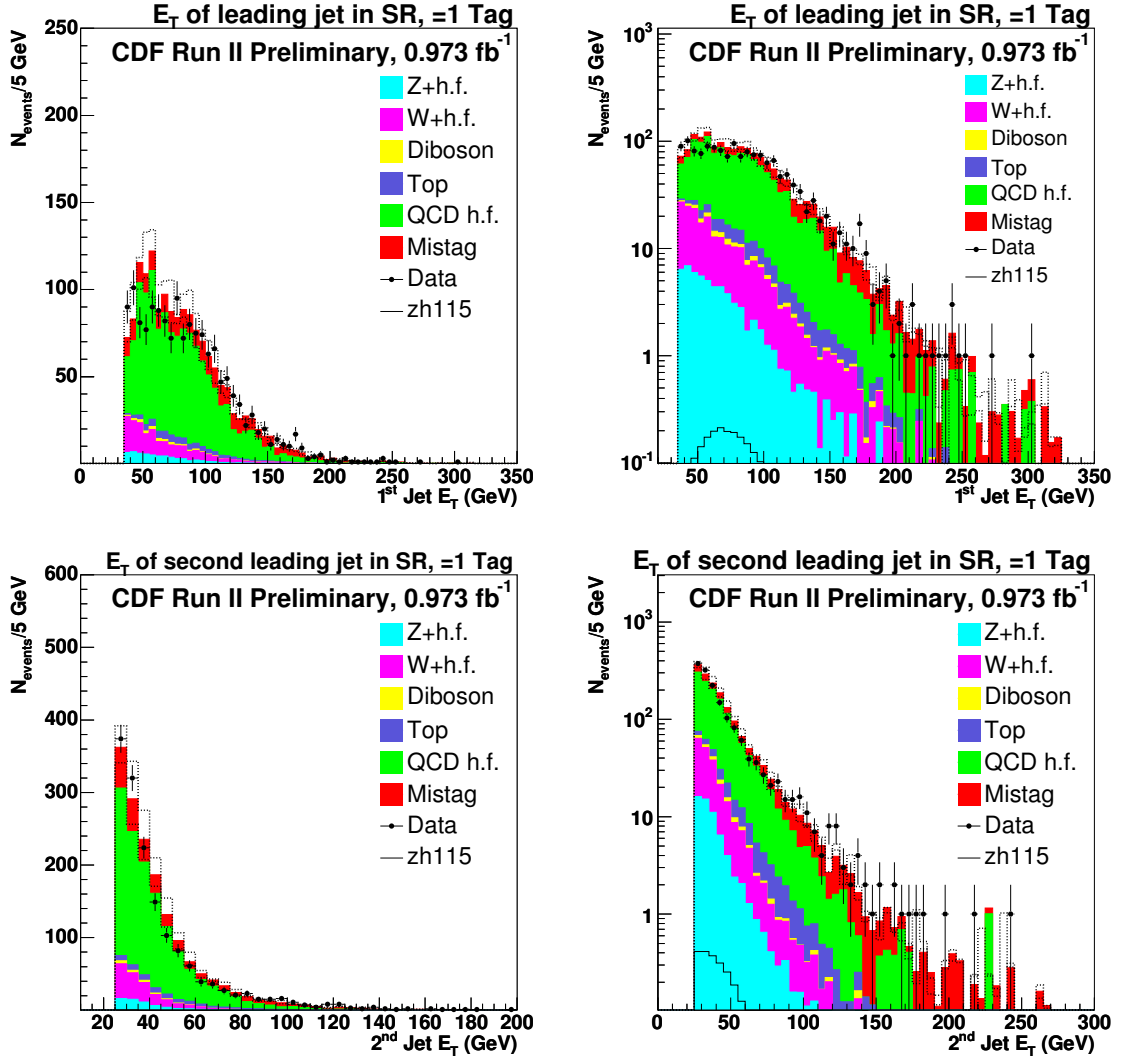 E_T of leading jet in SR, =1 Tag
CDF Run II Preliminary, 0.973 fb^-1
N_events/5 GeV
250
200
150
100
50
Z+h.f.
W+h.f.
Diboson
Top
QCD h.f.
Mistag
Data
zh115
0 50 100 150 200 250 300 350
1^st Jet E_T (GeV)
E_T of leading jet in SR, =1 Tag
CDF Run II Preliminary, 0.973 fb^-1
N_events/5 GeV
10^3
10^2
10
1
10^-1
Z+h.f.
W+h.f.
Diboson
Top
QCD h.f.
Mistag
Data
zh115
0 50 100 150 200 250 300 350
1^st Jet E_T (GeV)
E_T of second leading jet in SR, =1 Tag
CDF Run II Preliminary, 0.973 fb^-1
N_events/5 GeV
600
500
400
300
200
100
Z+h.f.
W+h.f.
Diboson
Top
QCD h.f.
Mistag
Data
zh115
20 40 60 80 100 120 140 160 180 200
2^nd Jet E_T (GeV)
E_T of second leading jet in SR, =1 Tag
CDF Run II Preliminary, 0.973 fb^-1
N_events/5 GeV
10^3
10^2
10
1
Z+h.f.
W+h.f.
Diboson
Top
QCD h.f.
Mistag
Data
zh115
0 50 100 150 200 250 300
2^nd Jet E_T (GeV)